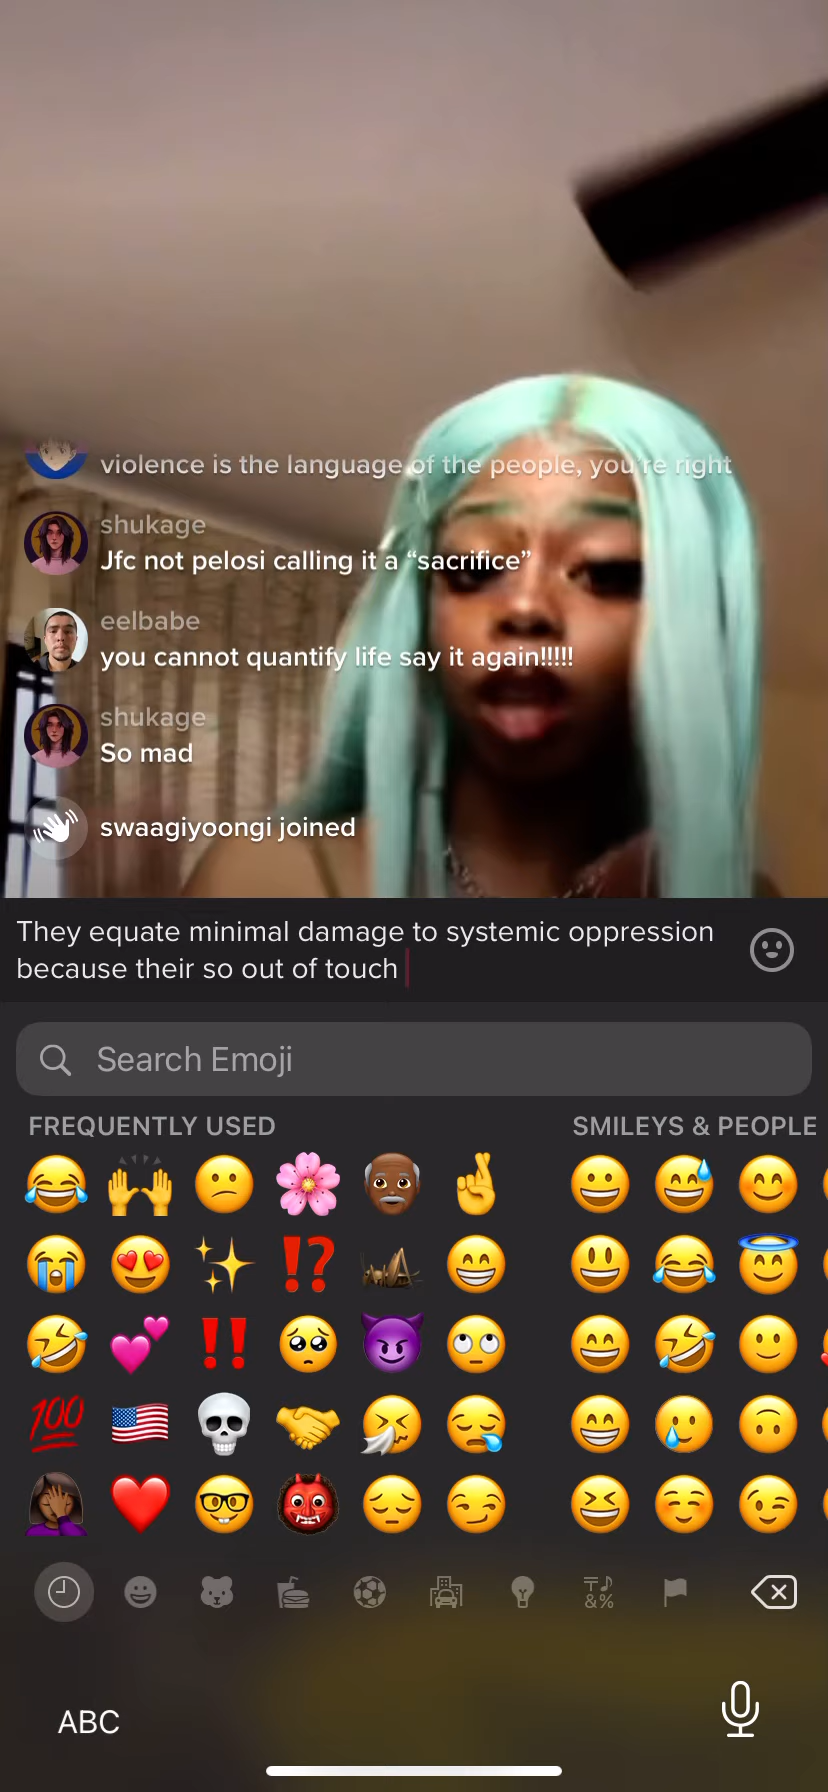 violence is the language of the people, you're right
shukage
Jfc not pelosi calling it a “sacrifice”
eelbabe
you cannot quantify life say it again!!!!!
shukage
So mad
swaagiyoongi joined
They equate minimal damage to systemic oppression
because their so out of touch
Search Emoji
FREQUENTLY USED
SMILEYS & PEOPLE
ABC